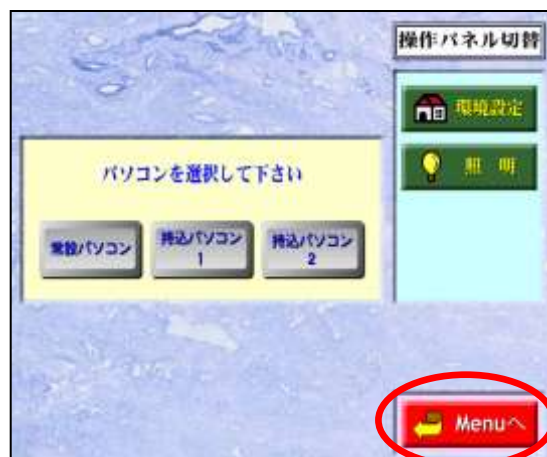 操作パネル切替
環境設定
照 明
パソコンを選択して下さい
常設パソコン
持込パソコン
1
持込パソコン
2
Menuへ